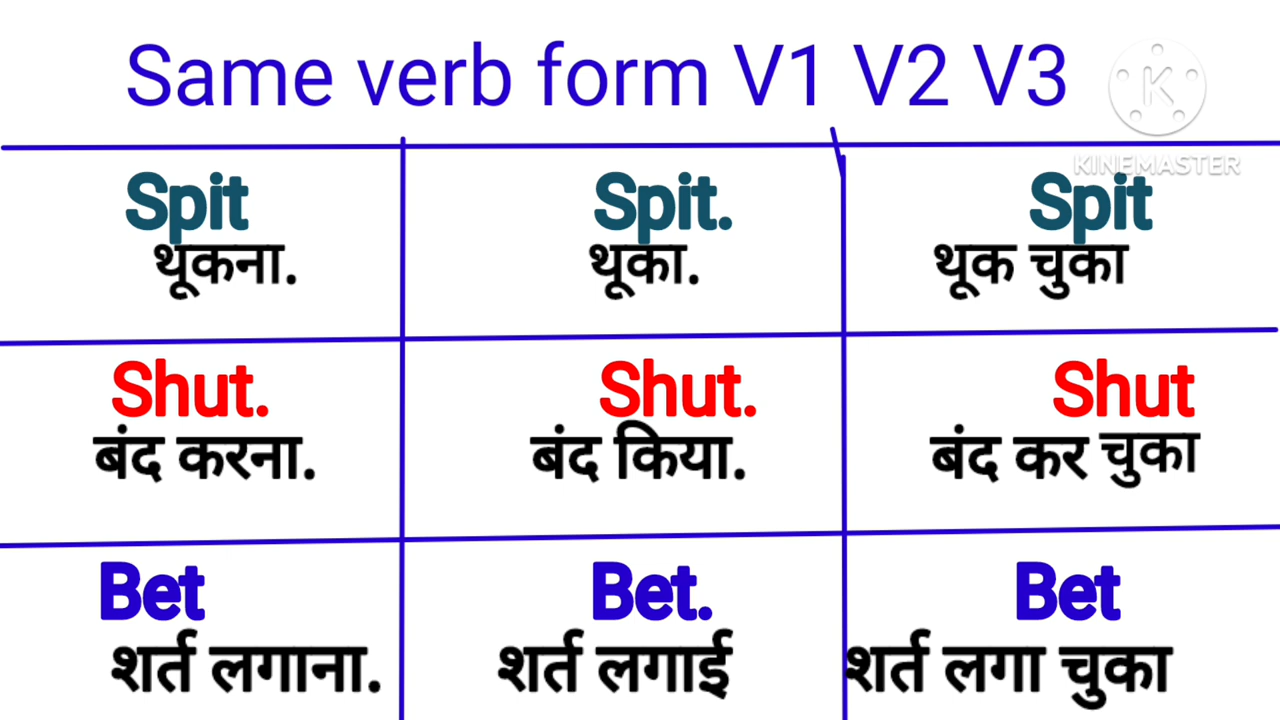 Same verb form V1 V2 V3
K
KINEMASTER
Spit Spit. Spit
थूकना. थूका. थूक चुका
Shut. Shut. Shut
बंद करना. बंद किया. बंद कर चुका
Bet Bet. Bet
शर्त लगाना. शर्त लगाई शर्त लगा चुका